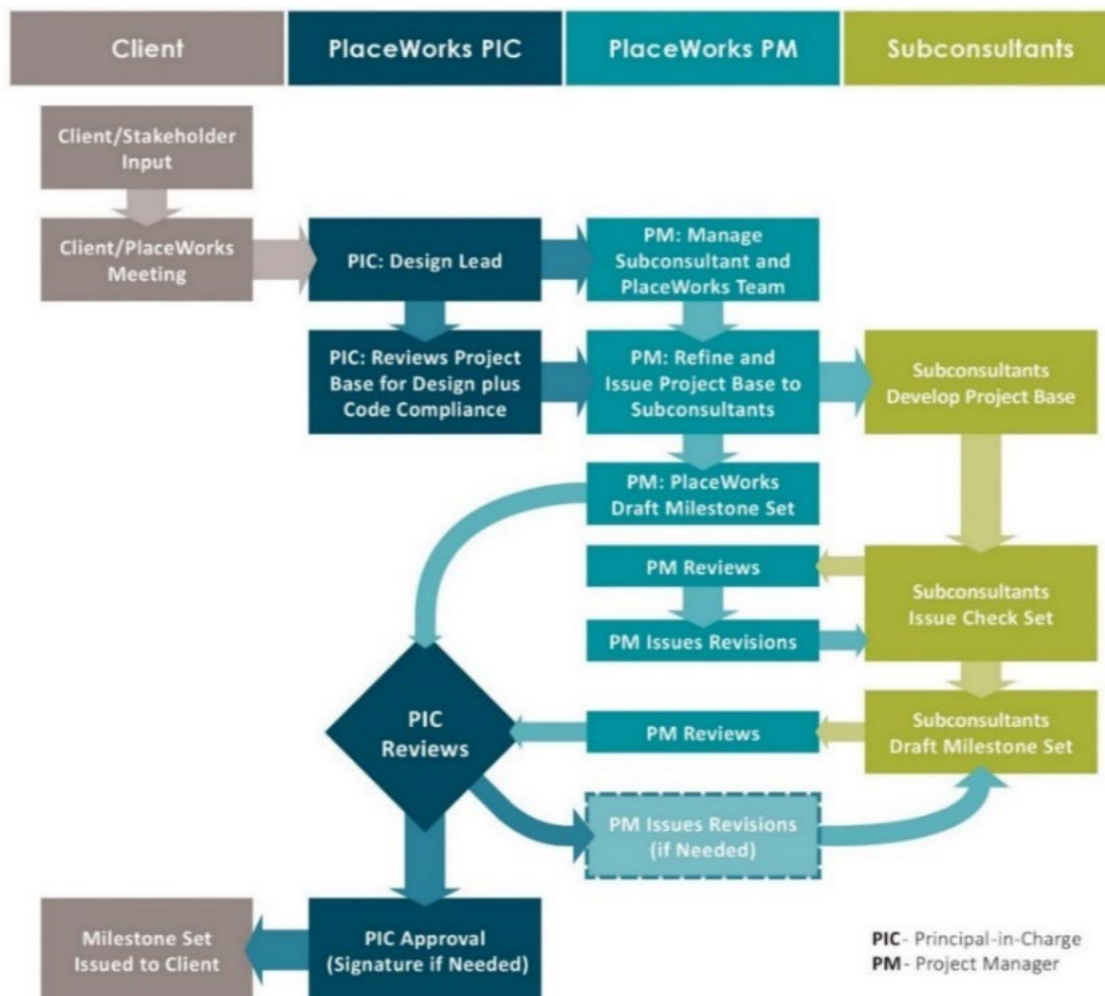 Client
PlaceWorks PIC
PlaceWorks PM
Subconsultants
Client/Stakeholder
Input
Client/PlaceWorks
Meeting
PIC: Design Lead
PM: Manage
Subconsultant and
PlaceWorks Team
PIC: Reviews Project
Base for Design plus
Code Compliance
PM: Refine and
Issue Project Base to
Subconsultants
Subconsultants
Develop Project Base
PM: PlaceWorks
Draft Milestone Set
PM Reviews
Subconsultants
Issue Check Set
PM Issues Revisions
PIC
Reviews
PM Reviews
Subconsultants
Draft Milestone Set
PM Issues Revisions
(if Needed)
Milestone Set
Issued to Client
PIC Approval
(Signature if Needed)
PIC - Principal-in-Charge
PM - Project Manager